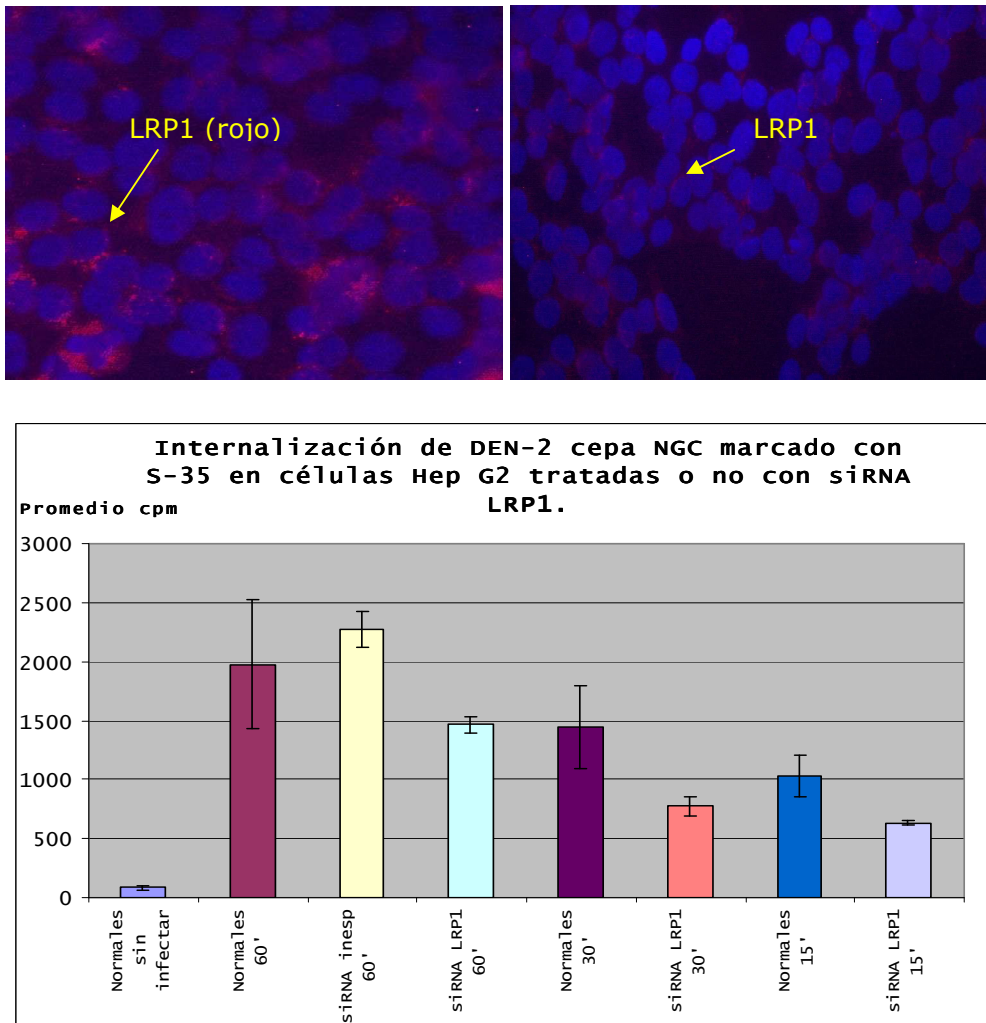 LRP1 (rojo)
LRP1
Internalización de DEN-2 cepa NGC marcado con
S-35 en células Hep G2 tratadas o no con siRNA
LRP1.
Promedio cpm
3000
2500
2000
1500
1000
500
0
Normales
sin
infectar
Normales
60'
siRNA inesp
60'
siRNA LRP1
60'
Normales
30'
siRNA LRP1
30'
Normales
15'
siRNA LRP1
15'